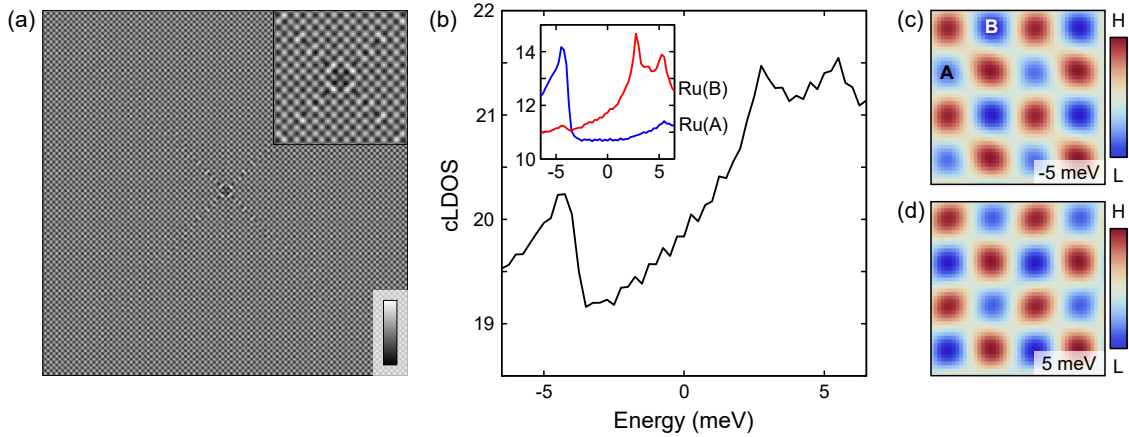 (a)
(b)
22
21
20
19
cLDOS
-5
0
5
Energy (meV)
14
12
10
-5
0
5
Ru(B)
Ru(A)
(c)
B
A
-5 meV
H
L
(d)
5 meV
H
L